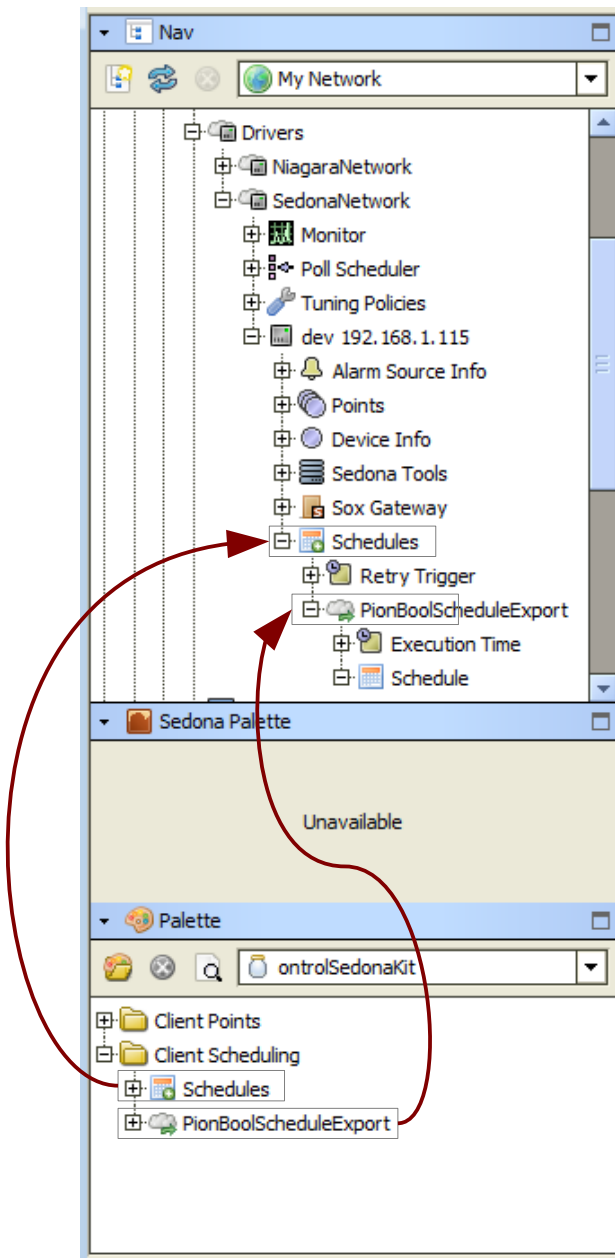 Nav
My Network
Drivers
NiagaraNetwork
SedonaNetwork
Monitor
Poll Scheduler
Tuning Policies
dev 192.168.1.115
Alarm Source Info
Points
Device Info
Sedona Tools
Sox Gateway
Schedules
Retry Trigger
PionBoolScheduleExport
Execution Time
Schedule
Sedona Palette
Unavailable
Palette
ontrolSedonaKit
Client Points
Client Scheduling
Schedules
PionBoolScheduleExport